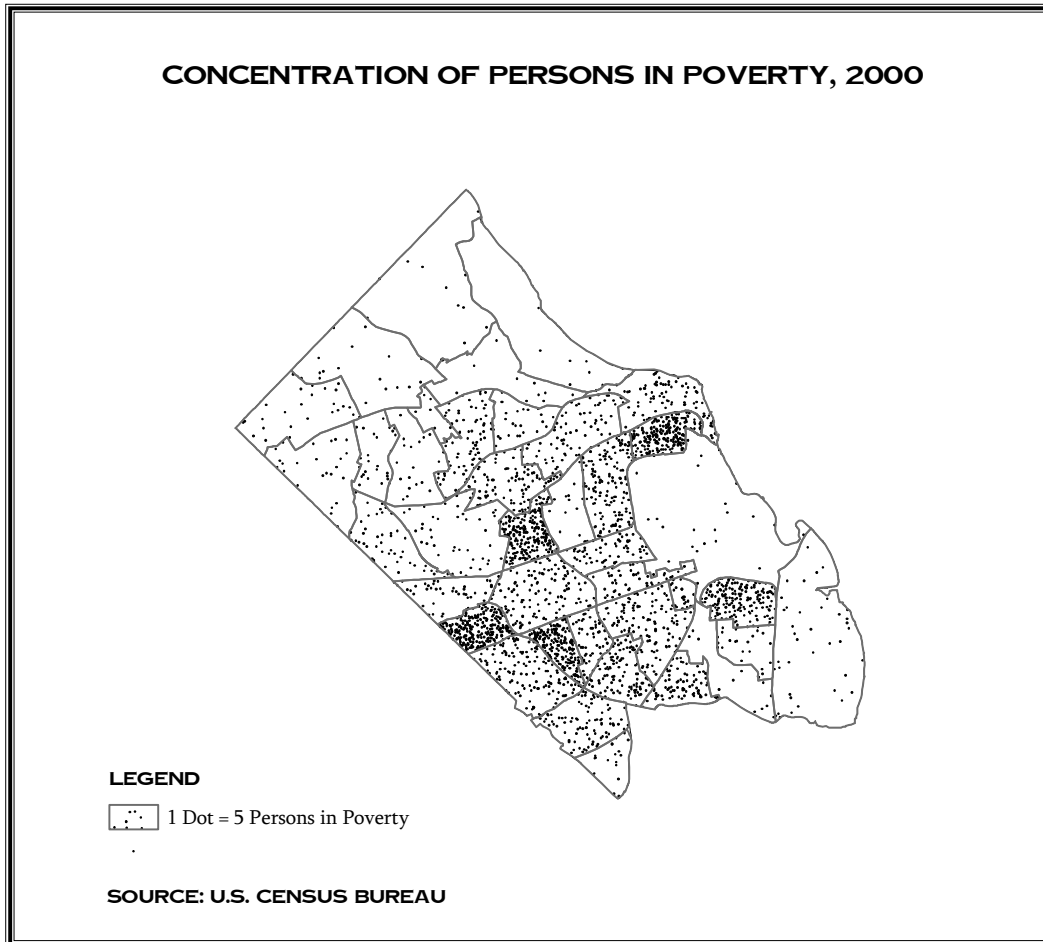 CONCENTRATION OF PERSONS IN POVERTY, 2000
LEGEND
1 Dot = 5 Persons in Poverty
SOURCE: U.S. CENSUS BUREAU